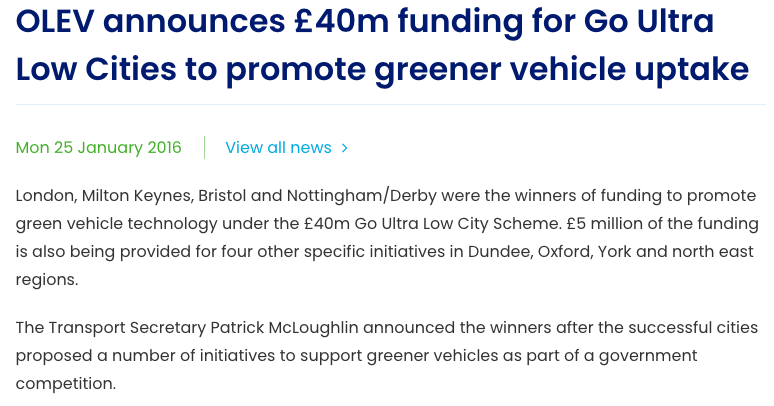 OLEV announces £40m funding for Go Ultra
Low Cities to promote greener vehicle uptake
Mon 25 January 2016
View all news >
London, Milton Keynes, Bristol and Nottingham/Derby were the winners of funding to promote
green vehicle technology under the £40m Go Ultra Low City Scheme. £5 million of the funding
is also being provided for four other specific initiatives in Dundee, Oxford, York and north east
regions.
The Transport Secretary Patrick McLoughlin announced the winners after the successful cities
proposed a number of initiatives to support greener vehicles as part of a government
competition.